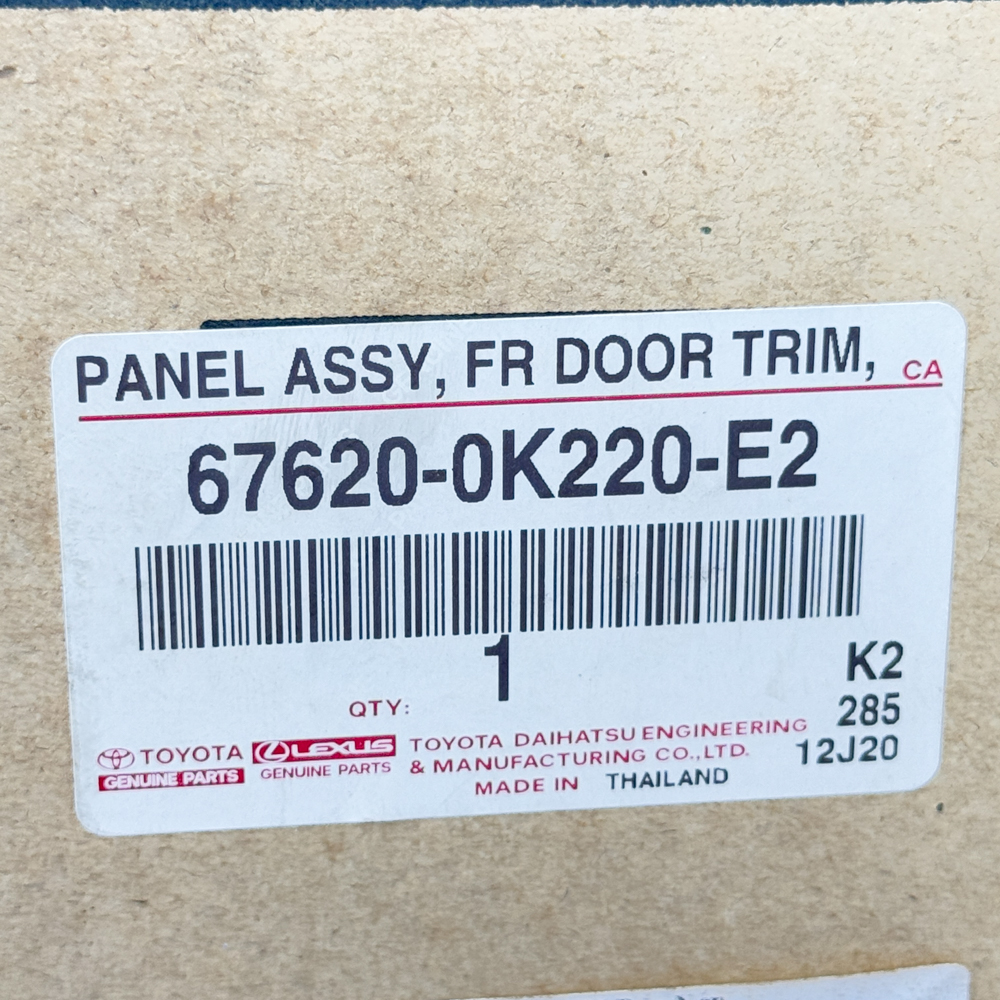 PANEL ASSY, FR DOOR TRIM, CA
67620-0K220-E2
1
QTY:
K2
285
12J20
TOYOTA
GENUINE PARTS
LEXUS
GENUINE PARTS
TOYOTA DAIHATSU ENGINEERING
& MANUFACTURING CO.,LTD.
MADE IN THAILAND